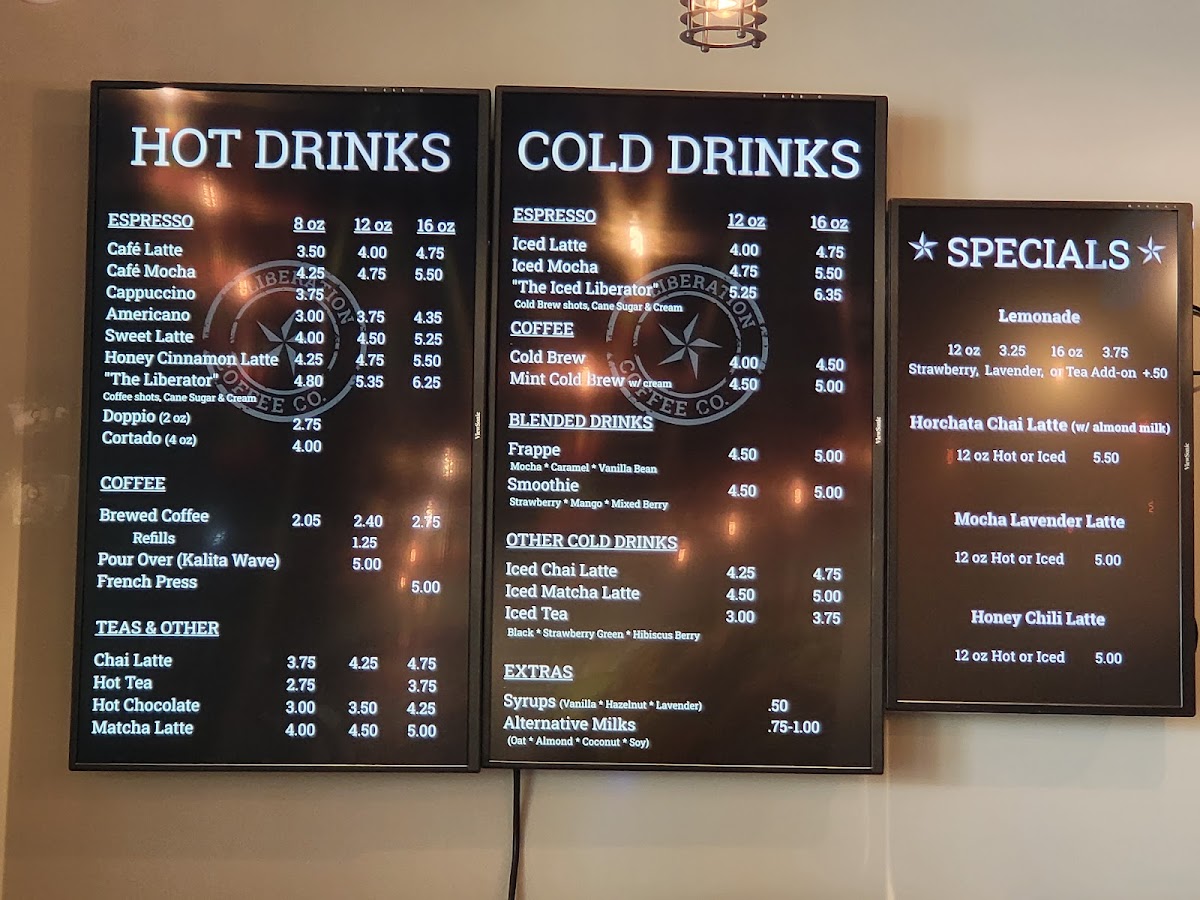 HOT DRINKS
ESPRESSO 8 oz 12 oz 16 oz
Café Latte 3.50 4.00 4.75
Café Mocha 4.25 4.75 5.50
Cappuccino 3.75
Americano 3.00 3.75 4.35
Sweet Latte 4.00 4.50 5.25
Honey Cinnamon Latte 4.25 4.75 5.50
"The Liberator" 4.80 5.35 6.25
Coffee shots, Cane Sugar & Cream
Doppio (2 oz) 2.75
Cortado (4 oz) 4.00
COFFEE
Brewed Coffee 2.05 2.40 2.75
Refills 1.25
Pour Over (Kalita Wave) 5.00
French Press 5.00
TEAS & OTHER
Chai Latte 3.75 4.25 4.75
Hot Tea 2.75 3.75
Hot Chocolate 3.00 3.50 4.25
Matcha Latte 4.00 4.50 5.00
LIBERATION
COFFEE CO.
ViewSonic
COLD DRINKS
ESPRESSO 12 oz 16 oz
Iced Latte 4.00 4.75
Iced Mocha 4.75 5.50
"The Iced Liberator" 5.25 6.35
Cold Brew shots, Cane Sugar & Cream
COFFEE
Cold Brew 4.00 4.50
Mint Cold Brew w/ cream 4.50 5.00
BLENDED DRINKS
Frappe 4.50 5.00
Mocha * Caramel * Vanilla Bean
Smoothie 4.50 5.00
Strawberry * Mango * Mixed Berry
OTHER COLD DRINKS
Iced Chai Latte 4.25 4.75
Iced Matcha Latte 4.50 5.00
Iced Tea 3.00 3.75
Black * Strawberry Green * Hibiscus Berry
EXTRAS
Syrups (Vanilla * Hazelnut * Lavender) .50
Alternative Milks .75-1.00
(Oat * Almond * Coconut * Soy)
LIBERATION
COFFEE CO.
ViewSonic
SPECIALS
Lemonade
12 oz 3.25 16 oz 3.75
Strawberry, Lavender, or Tea Add-on +.50
Horchata Chai Latte (w/ almond milk)
12 oz Hot or Iced 5.50
Mocha Lavender Latte
12 oz Hot or Iced 5.00
Honey Chili Latte
12 oz Hot or Iced 5.00
ViewSonic